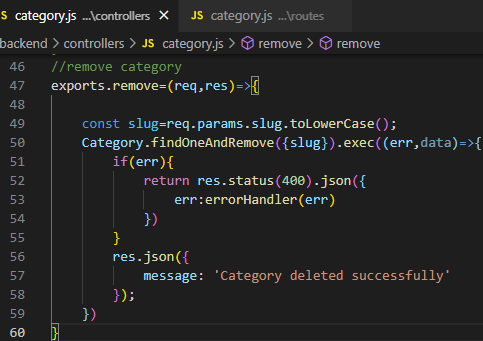 JS category.js ...\controllers × JS category.js ...\routes
backend > controllers > JS category.js > remove > remove
46 //remove category
47 exports.remove=(req,res)=>{
48
49 const slug=req.params.slug.toLowerCase();
50 Category.findOneAndRemove({slug}).exec((err,data)=>{
51 if(err){
52 return res.status(400).json({
53 err:errorHandler(err)
54 })
55 }
56 res.json({
57 message: 'Category deleted successfully'
58 });
59 })
60 }